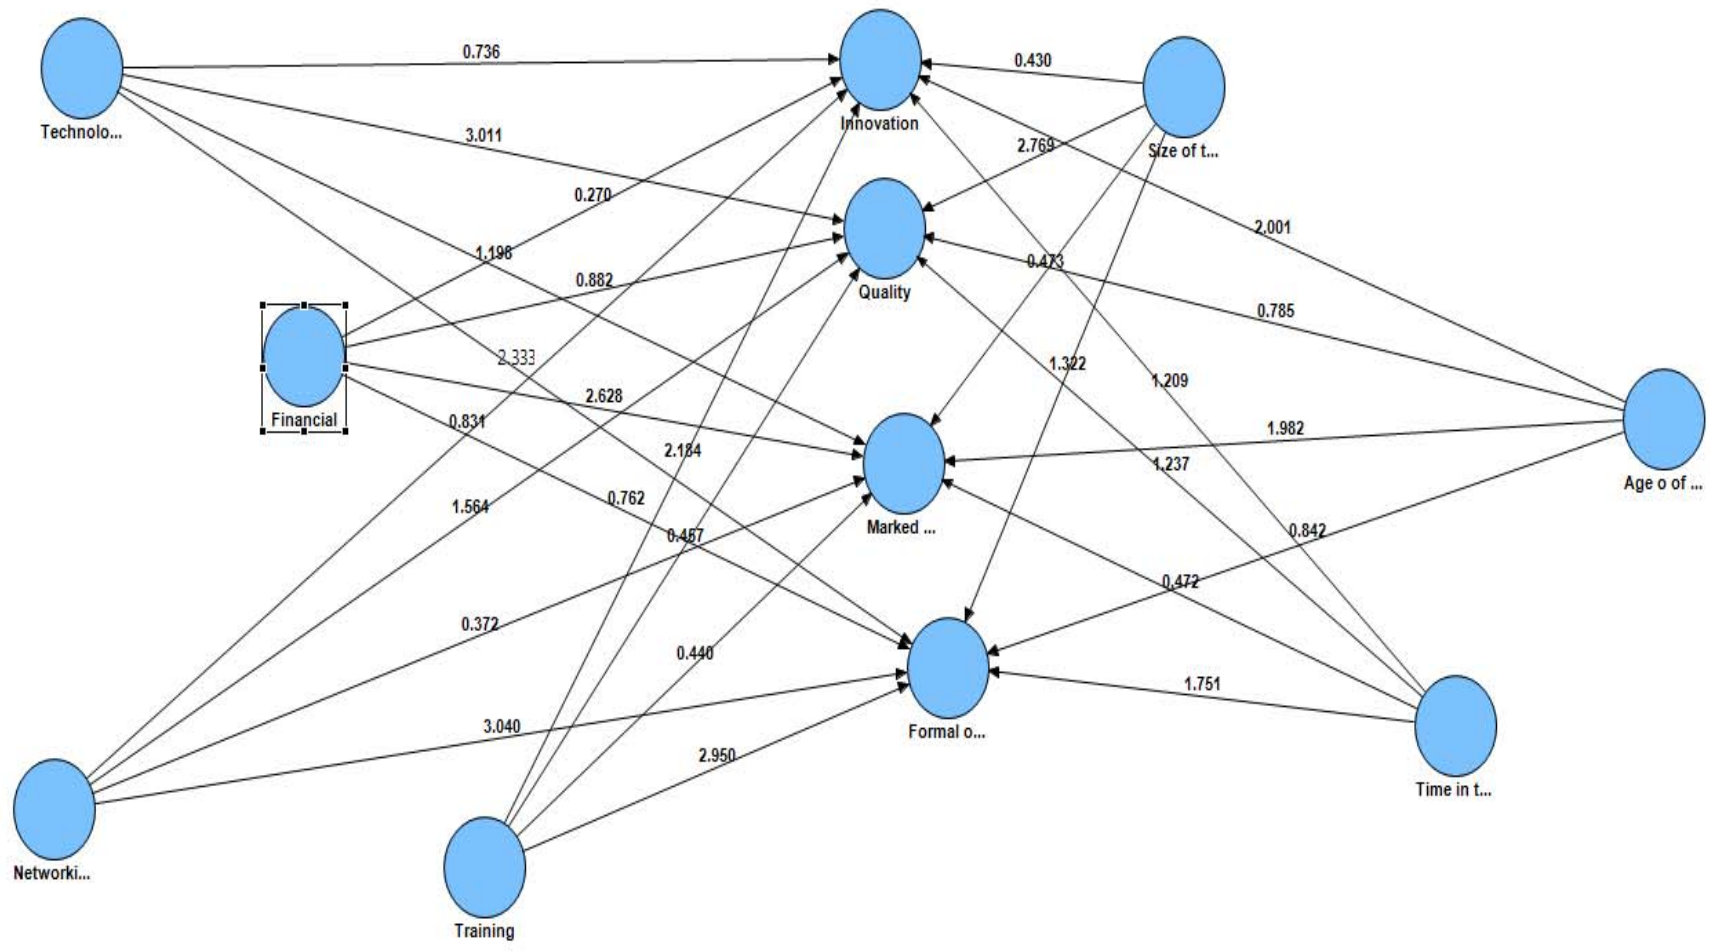 0.736
0.430
Technolo...
Innovation
3.011
2.769
Size of t...
0.270
2.001
1.198
0.473
0.882
Quality
0.785
2.333
1.322
1.209
2.628
Financial
0.831
1.982
2.184
1.237
Age o of ...
0.762
1.564
Marked ...
0.457
0.842
0.472
0.372
0.440
1.751
3.040
Formal o...
2.950
Time in t...
Networki...
Training